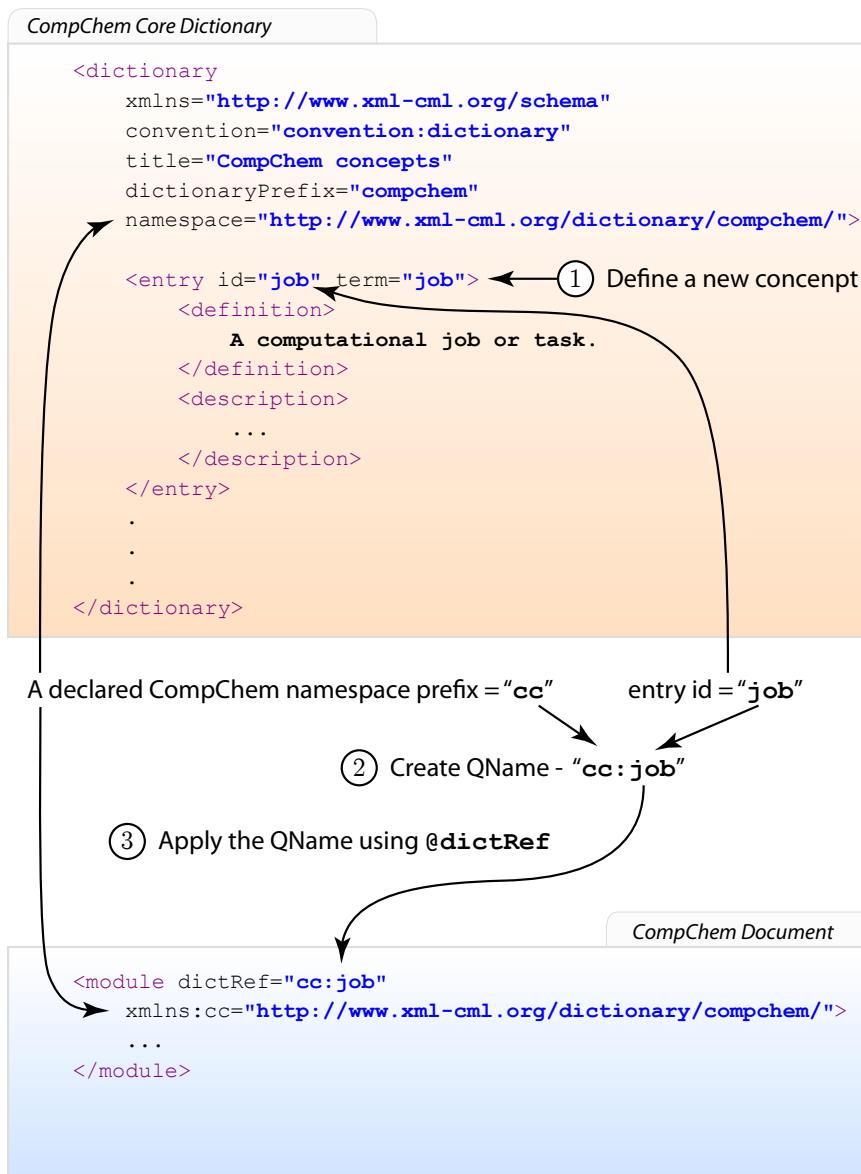 CompChem Core Dictionary
<dictionary
xmlns="http://www.xml-cml.org/schema"
convention="convention:dictionary"
title="CompChem concepts"
dictionaryPrefix="compchem"
namespace="http://www.xml-cml.org/dictionary/compchem/">
<entry id="job" term="job"> 1 Define a new concenpt
<definition>
A computational job or task.
</definition>
<description>
...
</description>
</entry>
.
.
.
</dictionary>
A declared CompChem namespace prefix = “cc” entry id = “job”
2 Create QName - “cc:job”
3 Apply the QName using @dictRef
CompChem Document
<module dictRef="cc:job"
xmlns:cc="http://www.xml-cml.org/dictionary/compchem/">
...
</module>